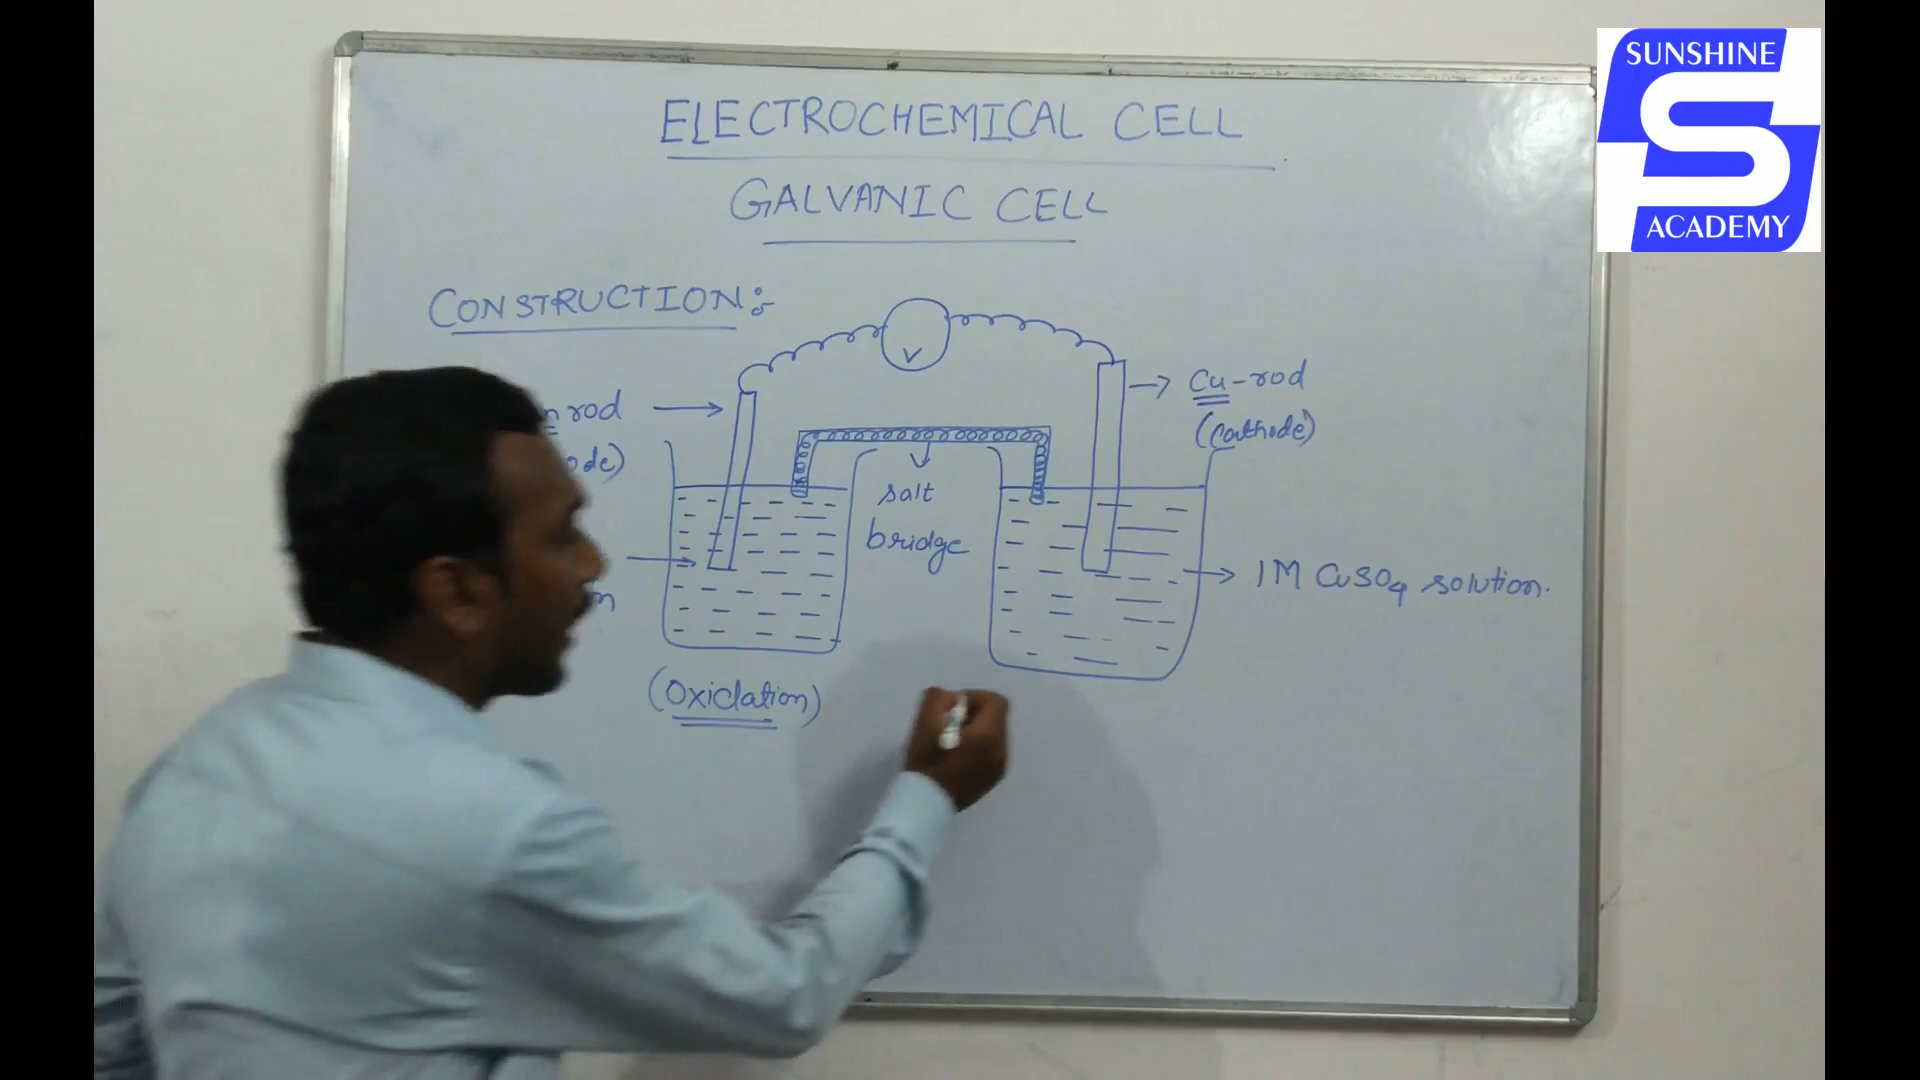 SUNSHINE
S
ACADEMY
ELECTROCHEMICAL CELL
GALVANIC CELL
CONSTRUCTION:-
V
rod
Cu-rod
(Cathode)
salt
bridge
1M CuSO4 solution.
(Oxidation)